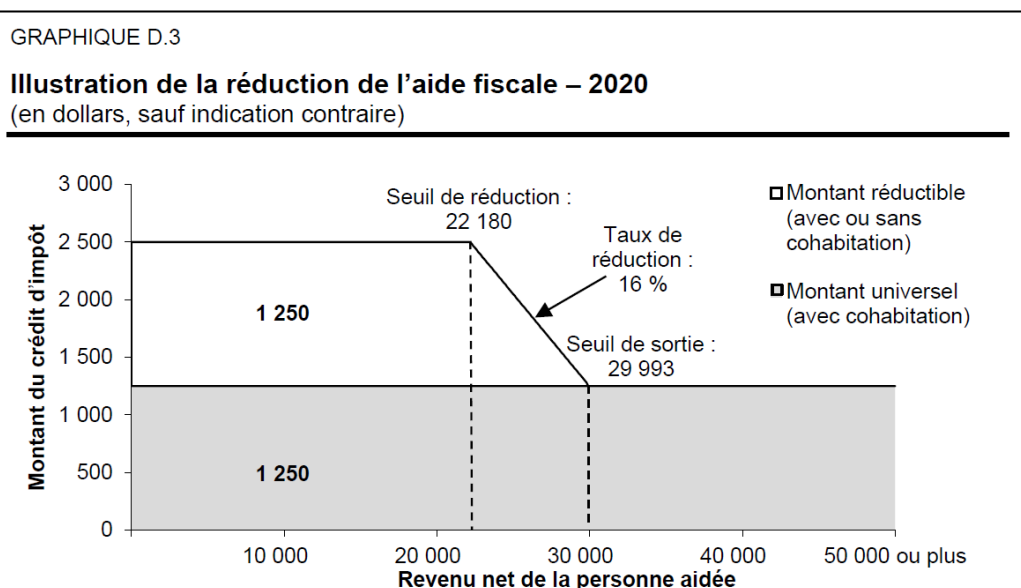 GRAPHIQUE D.3
Illustration de la réduction de l'aide fiscale – 2020
(en dollars, sauf indication contraire)
Montant du crédit d'impôt
3 000
2 500
2 000
1 500
1 000
500
0
Seuil de réduction :
22 180
Taux de
réduction :
16 %
Seuil de sortie :
29 993
1 250
1 250
Montant réductible
(avec ou sans
cohabitation)
Montant universel
(avec cohabitation)
10 000
20 000
30 000
40 000
50 000 ou plus
Revenu net de la personne aidée